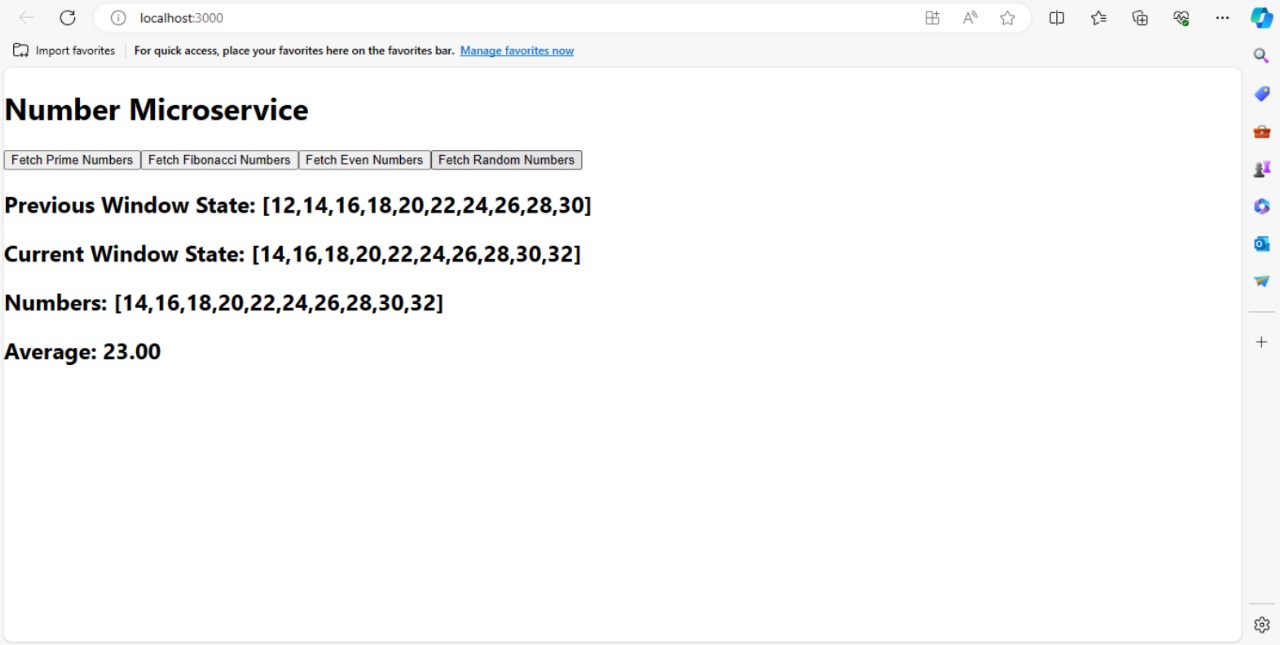 localhost:3000
Import favorites For quick access, place your favorites here on the favorites bar. Manage favorites now
Number Microservice
Fetch Prime Numbers Fetch Fibonacci Numbers Fetch Even Numbers Fetch Random Numbers
Previous Window State: [12,14,16,18,20,22,24,26,28,30]
Current Window State: [14,16,18,20,22,24,26,28,30,32]
Numbers: [14,16,18,20,22,24,26,28,30,32]
Average: 23.00